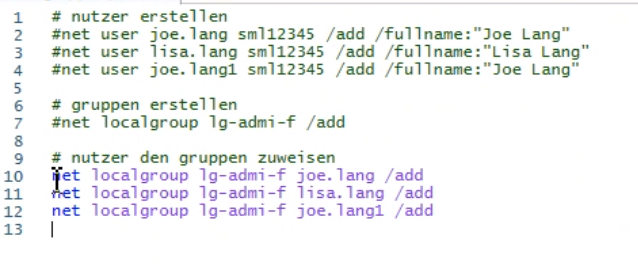 1 # nutzer erstellen
2 #net user joe.lang sml12345 /add /fullname:"Joe Lang"
3 #net user lisa.lang sml12345 /add /fullname:"Lisa Lang"
4 #net user joe.lang1 sml12345 /add /fullname:"Joe Lang"
5
6 # gruppen erstellen
7 #net localgroup lg-admi-f /add
8
9 # nutzer den gruppen zuweisen
10 net localgroup lg-admi-f joe.lang /add
11 net localgroup lg-admi-f lisa.lang /add
12 net localgroup lg-admi-f joe.lang1 /add
13